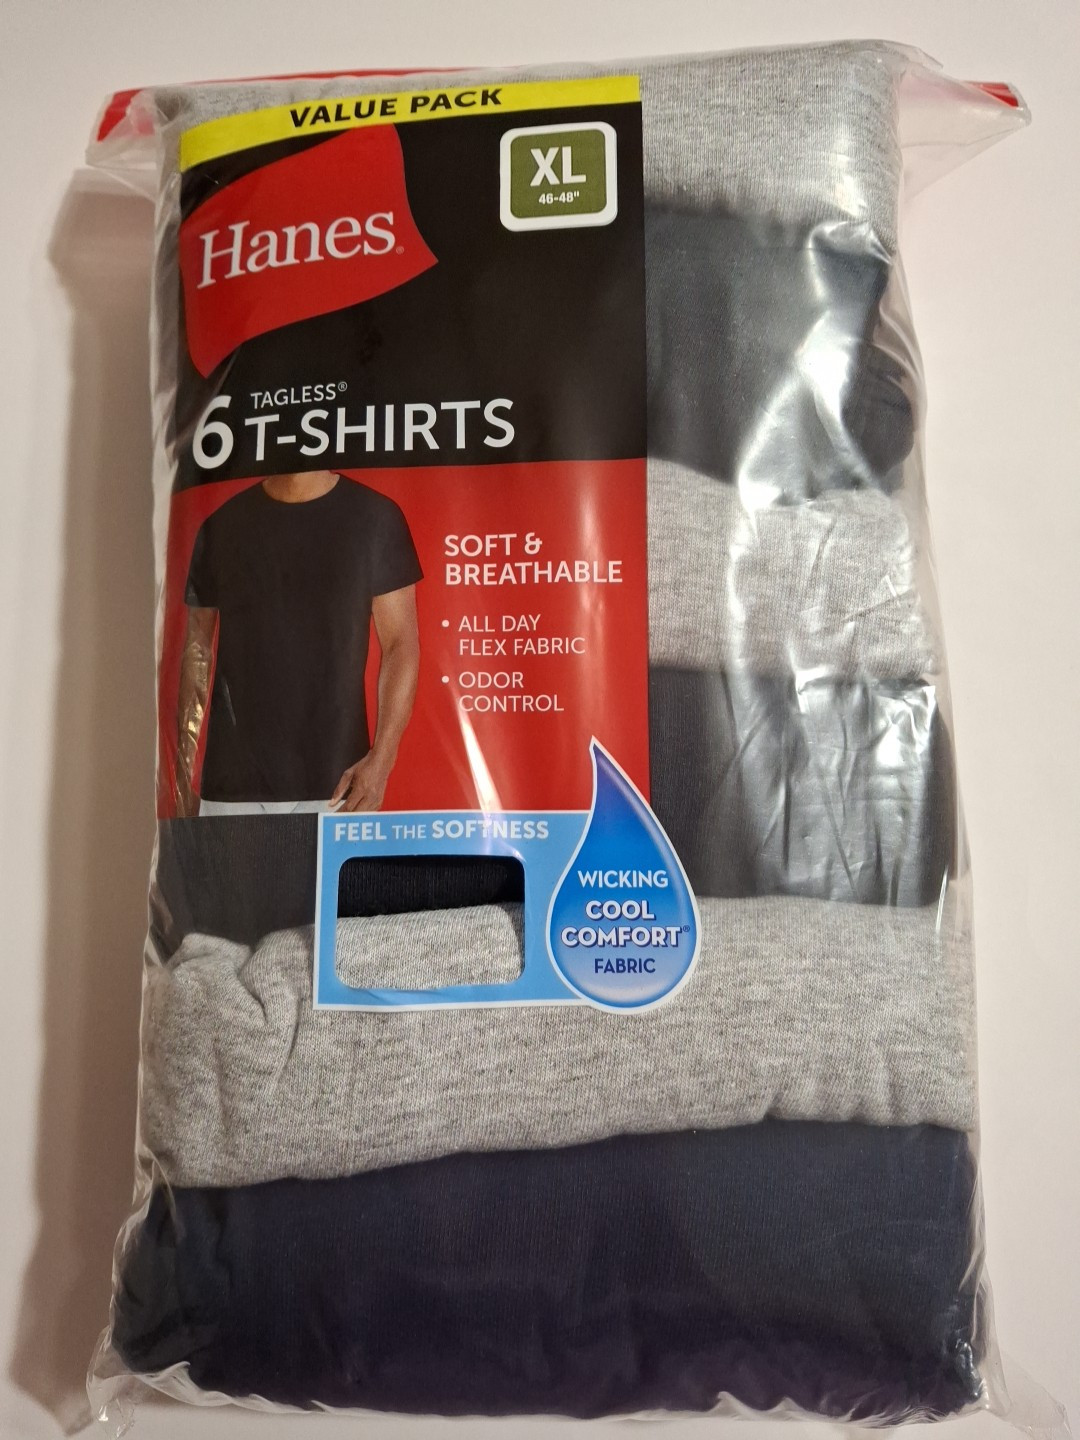 VALUE PACK
Hanes®
XL
46-48"
TAGLESS®
6 T-SHIRTS
SOFT &
BREATHABLE
• ALL DAY
FLEX FABRIC
• ODOR
CONTROL
FEEL THE SOFTNESS
WICKING
COOL
COMFORT®
FABRIC